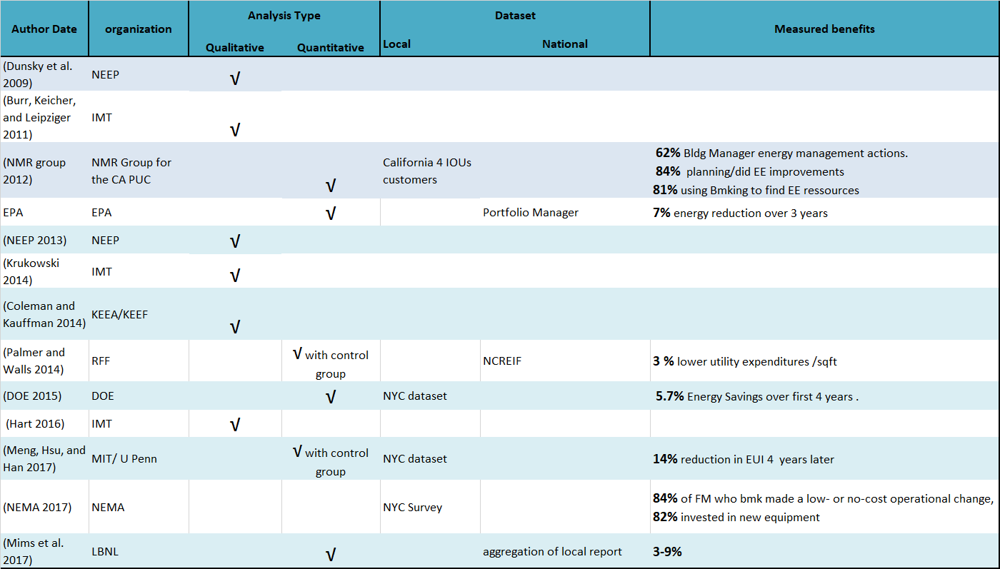 Author Date organization Analysis Type Dataset Measured benefits
Qualitative Quantitative Local National
(Dunsky et al.
2009) NEEP √
(Burr, Keicher,
and Leipziger
2011) IMT √
(NMR group
2012) NMR Group for
the CA PUC √ California 4 IOUs
customers 62% Bldg Manager energy management actions.
84% planning/did EE improvements
81% using Bmking to find EE ressources
EPA EPA √ Portfolio Manager 7% energy reduction over 3 years
(NEEP 2013) NEEP √
(Krukowski
2014) IMT √
(Coleman and
Kauffman 2014) KEEA/KEEF √
(Palmer and
Walls 2014) RFF √ with control
group NCREIF 3 % lower utility expenditures /sqft
(DOE 2015) DOE √ NYC dataset 5.7% Energy Savings over first 4 years .
(Hart 2016) IMT √
(Meng, Hsu, and
Han 2017) MIT/ U Penn √ with control
group NYC dataset 14% reduction in EUI 4 years later
(NEMA 2017) NEMA NYC Survey 84% of FM who bmk made a low- or no-cost operational change,
82% invested in new equipment
(Mims et al.
2017) LBNL √ aggregation of local report 3-9%